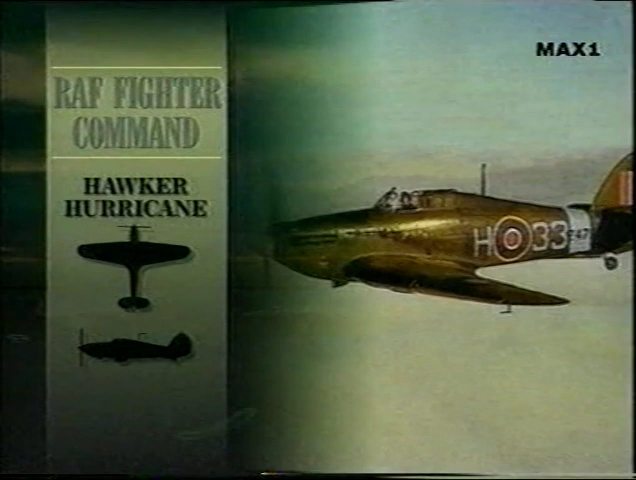 MAX1
RAF FIGHTER
COMMAND
HAWKER
HURRICANE
H 33